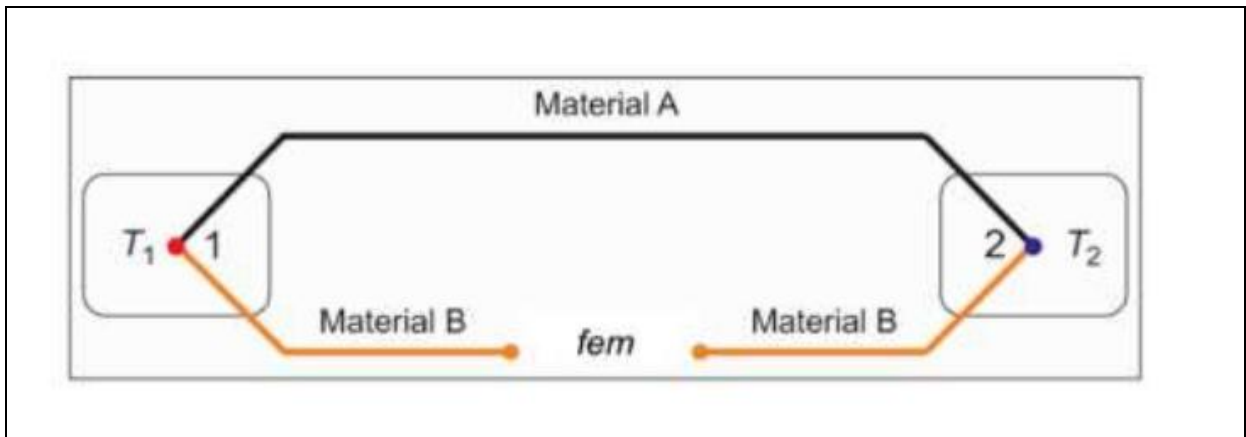 Material A
T₁ 1
2 T₂
Material B
fem
Material B